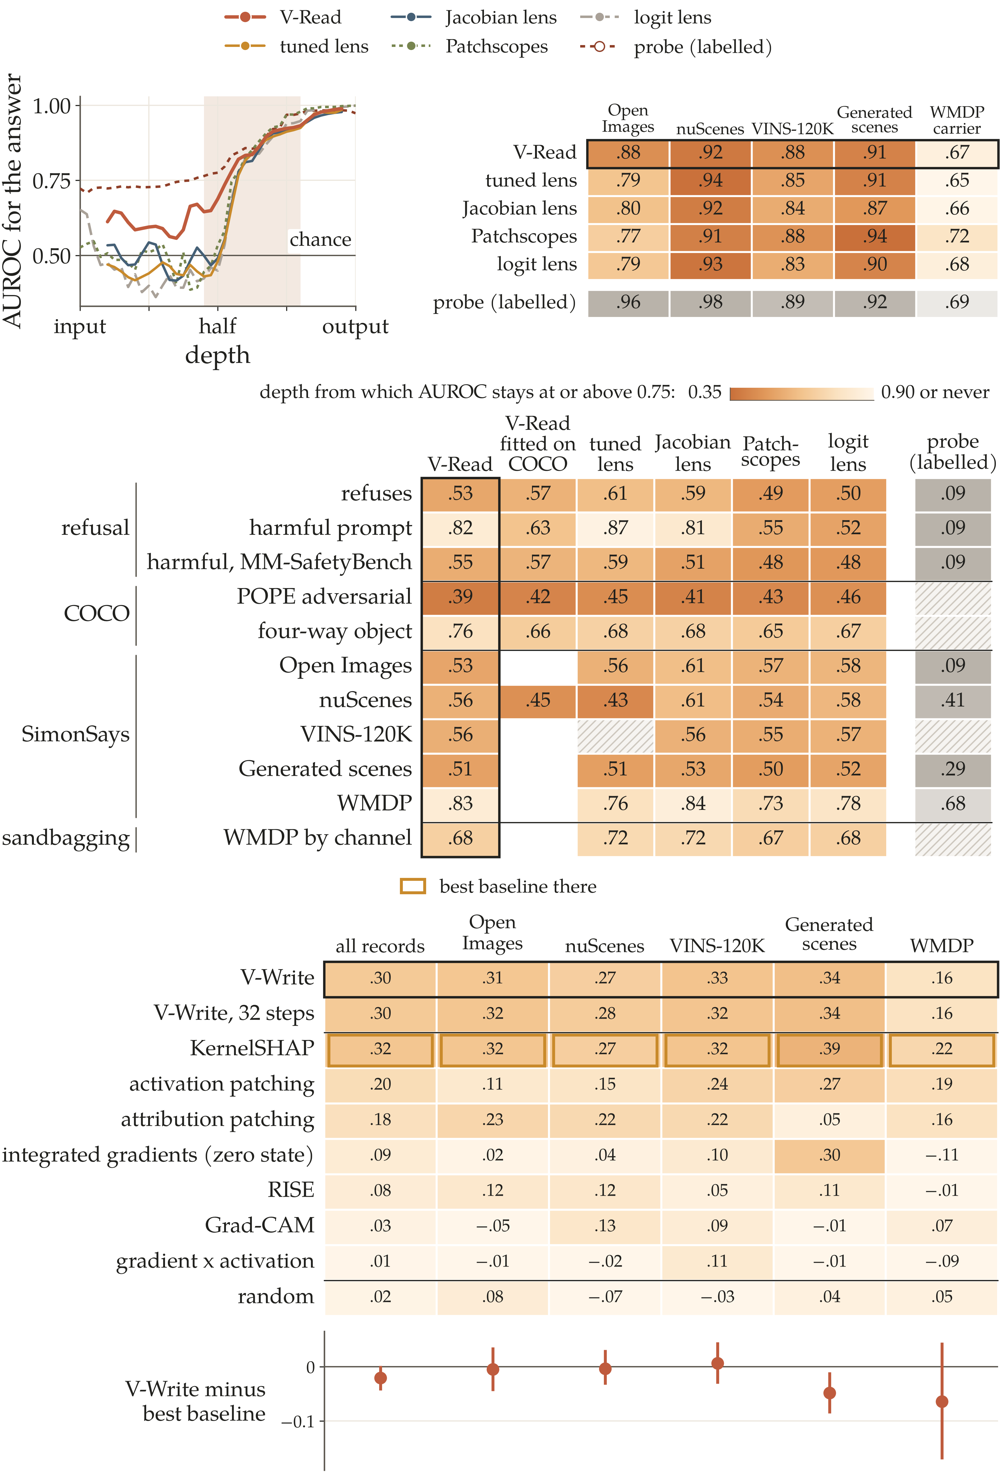 V-Read Jacobian lens logit lens
tuned lens Patchscopes probe (labelled)
AUROC for the answer
1.00
0.75
0.50
chance
input half output
depth
Open Images nuScenes VINS-120K Generated scenes WMDP carrier
V-Read .88 .92 .88 .91 .67
tuned lens .79 .94 .85 .91 .65
Jacobian lens .80 .92 .84 .87 .66
Patchscopes .77 .91 .88 .94 .72
logit lens .79 .93 .83 .90 .68
probe (labelled) .96 .98 .89 .92 .69
depth from which AUROC stays at or above 0.75: 0.35 0.90 or never
V-Read V-Read fitted on COCO tuned lens Jacobian lens Patch-scopes logit lens probe (labelled)
refusal
refuses .53 .57 .61 .59 .49 .50 .09
harmful prompt .82 .63 .87 .81 .55 .52 .09
harmful, MM-SafetyBench .55 .57 .59 .51 .48 .48 .09
COCO
POPE adversarial .39 .42 .45 .41 .43 .46
four-way object .76 .66 .68 .68 .65 .67
SimonSays
Open Images .53 .56 .61 .57 .58 .09
nuScenes .56 .45 .43 .61 .54 .58 .41
VINS-120K .56 .56 .55 .57
Generated scenes .51 .51 .53 .50 .52 .29
WMDP .83 .76 .84 .73 .78 .68
sandbagging
WMDP by channel .68 .72 .72 .67 .68
best baseline there
all records Open Images nuScenes VINS-120K Generated scenes WMDP
V-Write .30 .31 .27 .33 .34 .16
V-Write, 32 steps .30 .32 .28 .32 .34 .16
KernelSHAP .32 .32 .27 .32 .39 .22
activation patching .20 .11 .15 .24 .27 .19
attribution patching .18 .23 .22 .22 .05 .16
integrated gradients (zero state) .09 .02 .04 .10 .30 −.11
RISE .08 .12 .12 .05 .11 −.01
Grad-CAM .03 −.05 .13 .09 −.01 .07
gradient x activation .01 −.01 −.02 .11 −.01 −.09
random .02 .08 −.07 −.03 .04 .05
V-Write minus
best baseline
0
−0.1